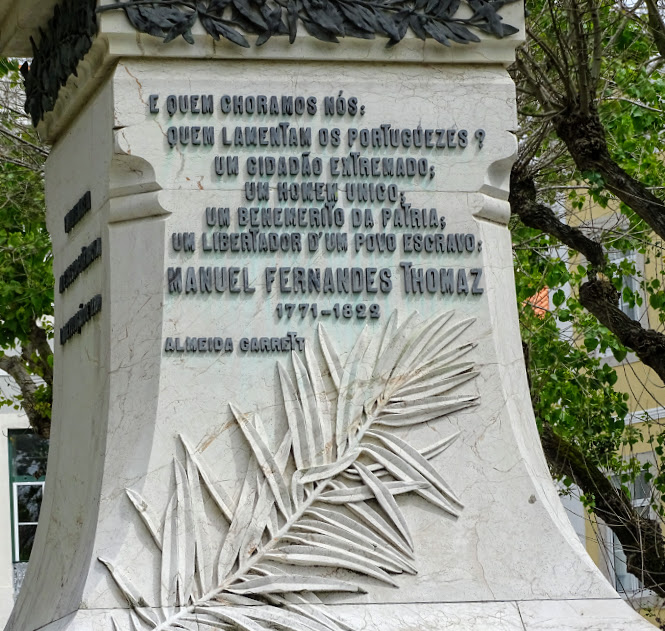 E QUEM CHORAMOS NÓS;
QUEM LAMENTAM OS PORTUGUEZES?
UM CIDADÃO EXTREMADO;
UM HOMEM UNICO;
UM BENEMERITO DA PATRIA;
UM LIBERTADOR D'UM POVO ESCRAVO;
MANUEL FERNANDES THOMAZ
1771-1822
ALMEIDA GARRETT